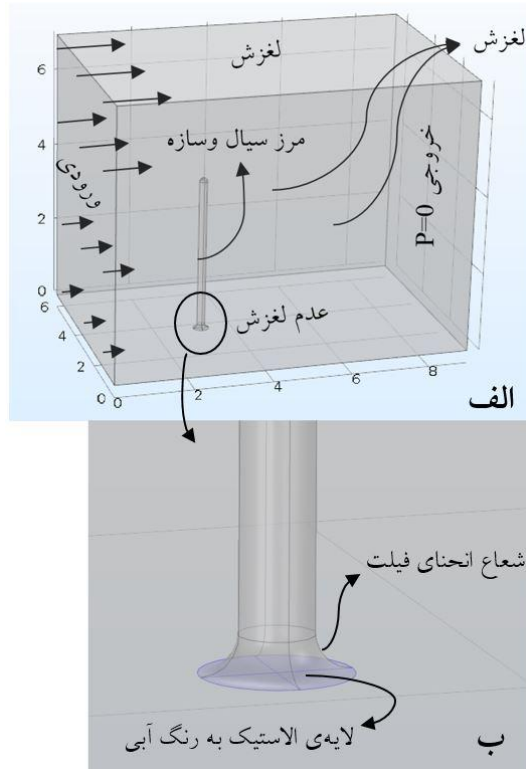 لغزش
لغزش
مرز سیال وسازه
ورودی
خروجی P=0
عدم لغزش
6
4
2
0
6
4
2
0
0
2
4
6
8
الف
شعاع انحنای فیلت
لایه‌ی الاستیک به رنگ آبی
ب